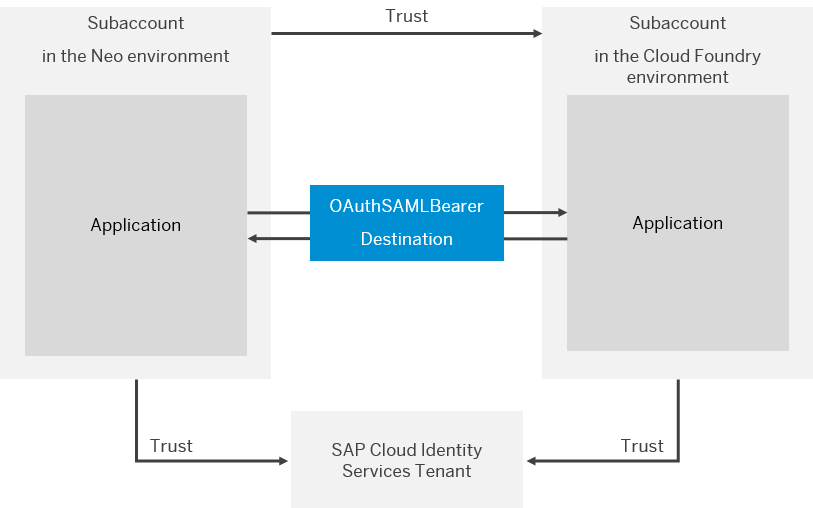 Subaccount
in the Neo environment
Trust
Subaccount
in the Cloud Foundry
environment
Application
OAuthSAMLBearer
Destination
Application
Trust
SAP Cloud Identity
Services Tenant
Trust